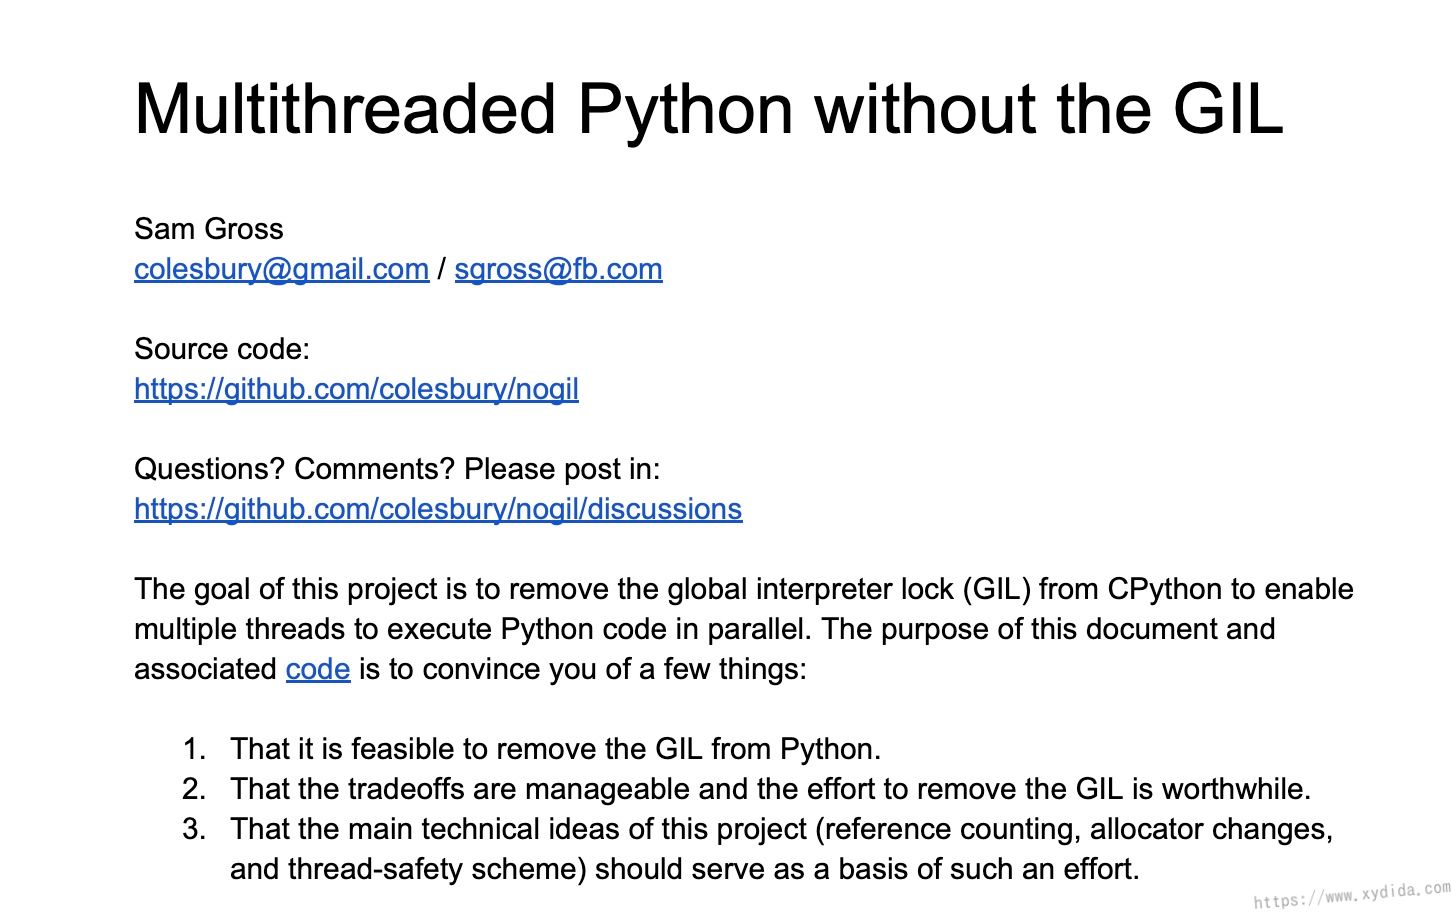 Multithreaded Python without the GIL
Sam Gross
colesbury@gmail.com / sgross@fb.com
Source code:
https://github.com/colesbury/nogil
Questions? Comments? Please post in:
https://github.com/colesbury/nogil/discussions
The goal of this project is to remove the global interpreter lock (GIL) from CPython to enable
multiple threads to execute Python code in parallel. The purpose of this document and
associated code is to convince you of a few things:
1. That it is feasible to remove the GIL from Python.
2. That the tradeoffs are manageable and the effort to remove the GIL is worthwhile.
3. That the main technical ideas of this project (reference counting, allocator changes,
and thread-safety scheme) should serve as a basis of such an effort.
https://www.xydida.com